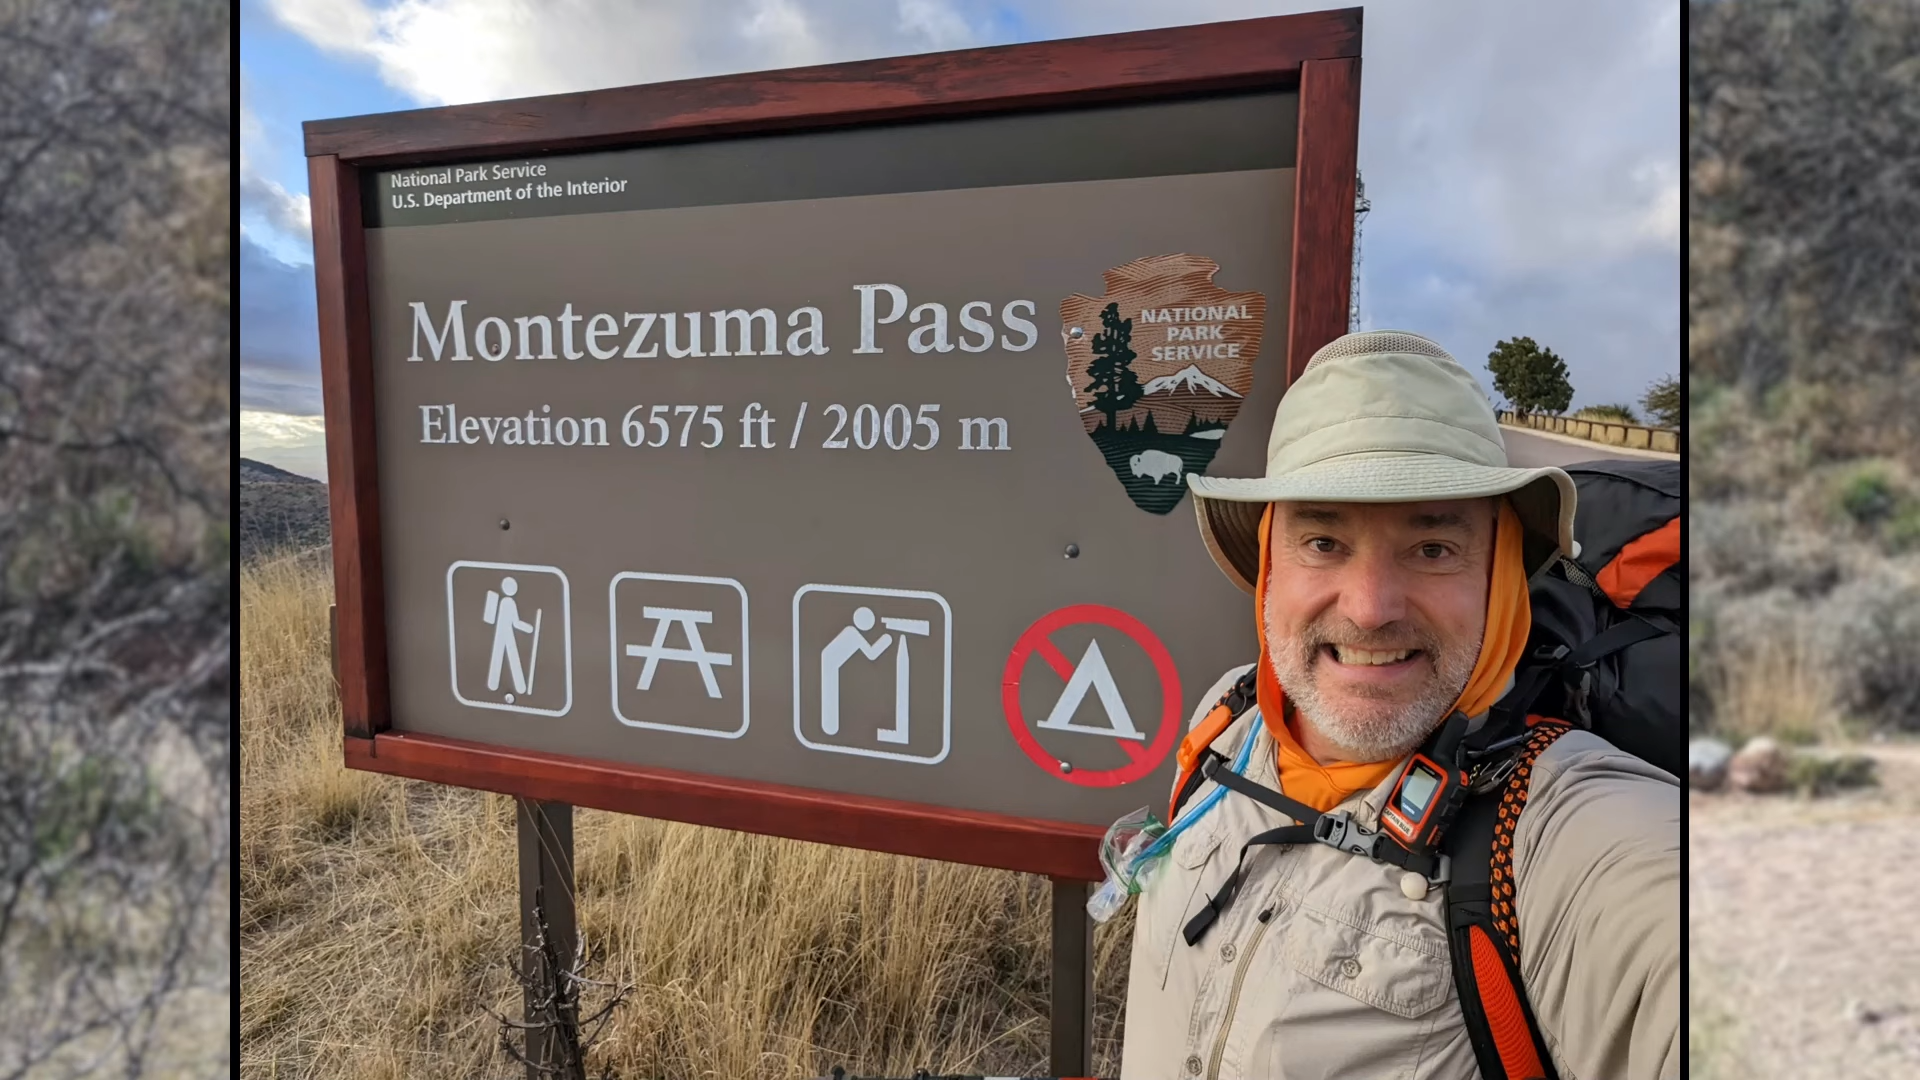 National Park Service
U.S. Department of the Interior
Montezuma Pass
Elevation 6575 ft / 2005 m
NATIONAL
PARK
SERVICE